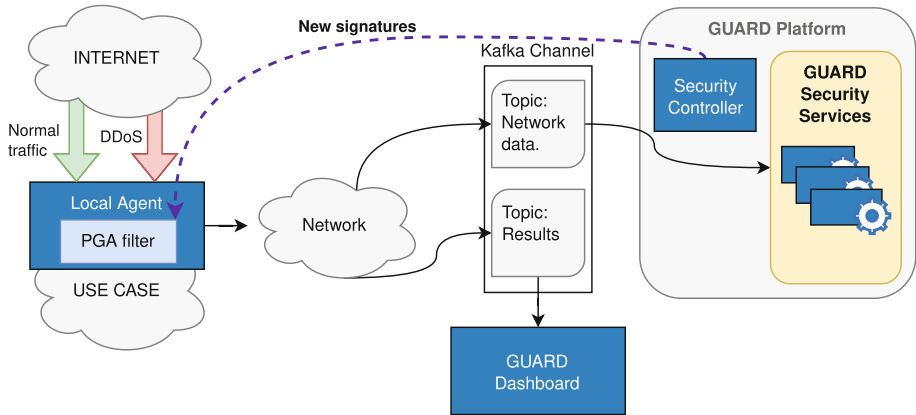 New signatures
GUARD Platform
INTERNET
Kafka Channel
Security
Controller
GUARD
Security
Services
Topic:
Network
data.
Normal
traffic
DDoS
Local Agent
PGA filter
Network
Topic:
Results
USE CASE
GUARD
Dashboard